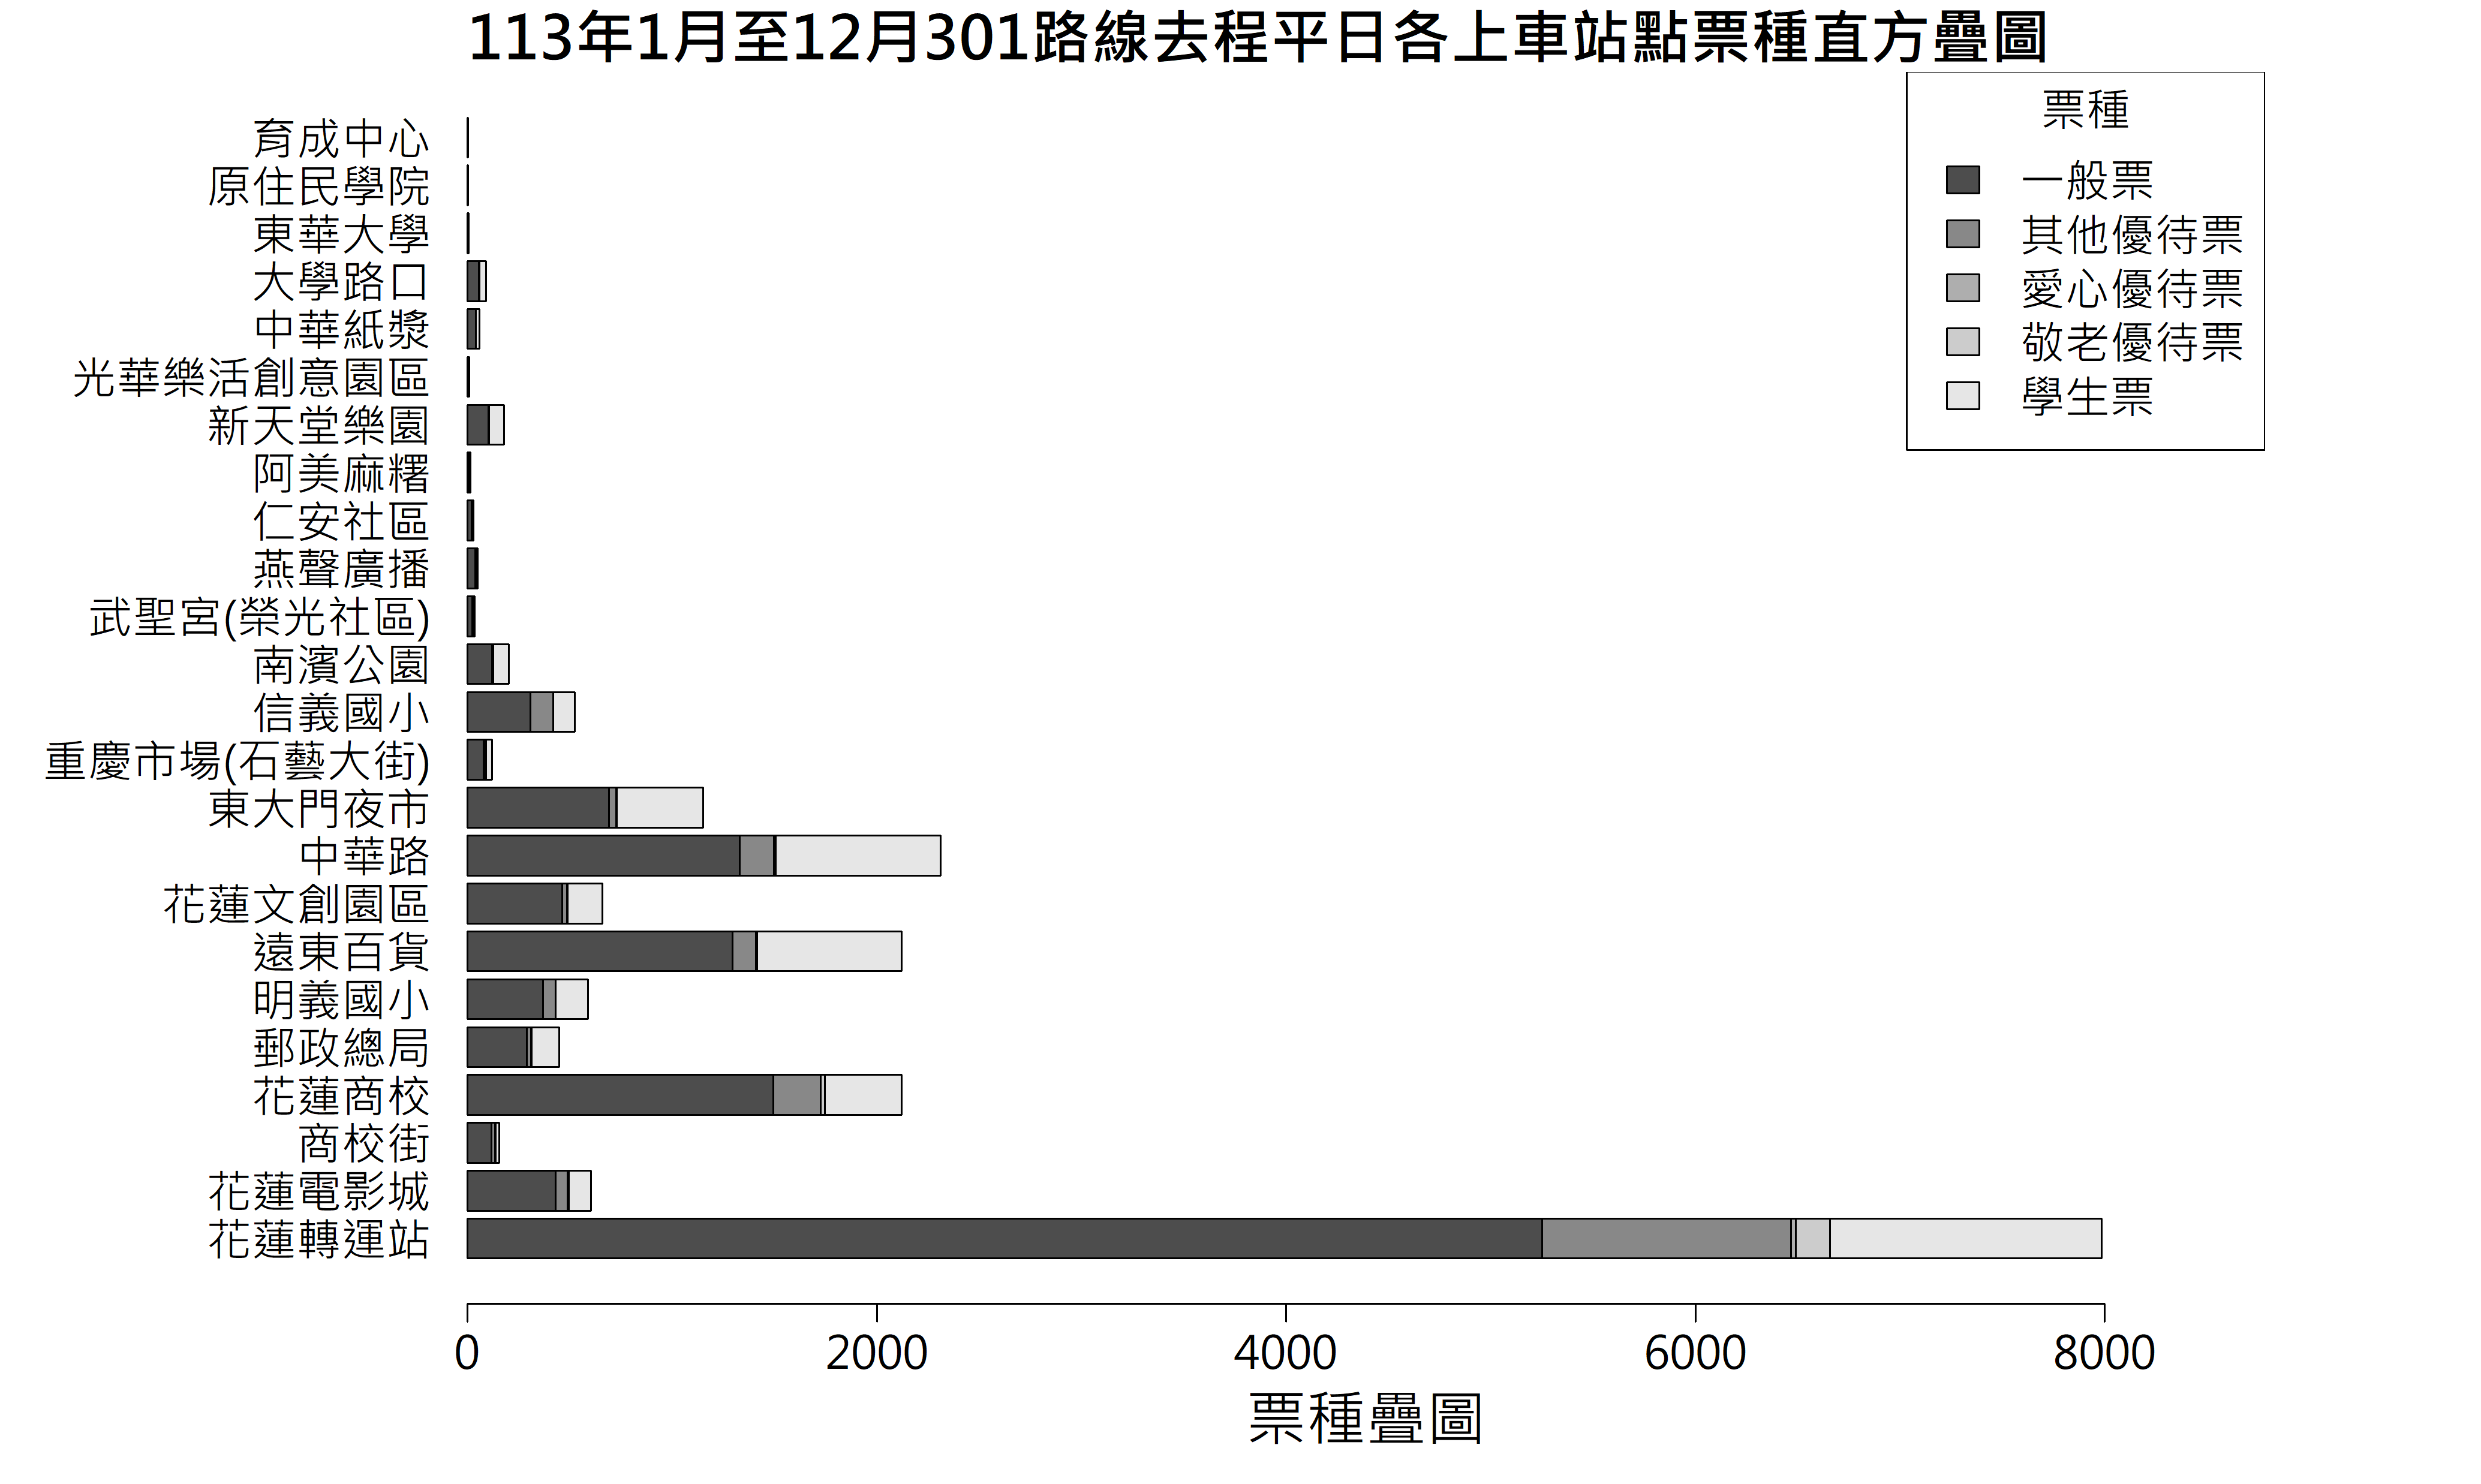 113年1月至12月301路線去程平日各上車站點票種直方疊圖
票種
一般票
其他優待票
愛心優待票
敬老優待票
學生票
育成中心
原住民學院
東華大學
大學路口
中華紙漿
光華樂活創意園區
新天堂樂園
阿美麻糬
仁安社區
燕聲廣播
武聖宮(榮光社區)
南濱公園
信義國小
重慶市場(石藝大街)
東大門夜市
中華路
花蓮文創園區
遠東百貨
明義國小
郵政總局
花蓮商校
商校街
花蓮電影城
花蓮轉運站
0 2000 4000 6000 8000
票種疊圖